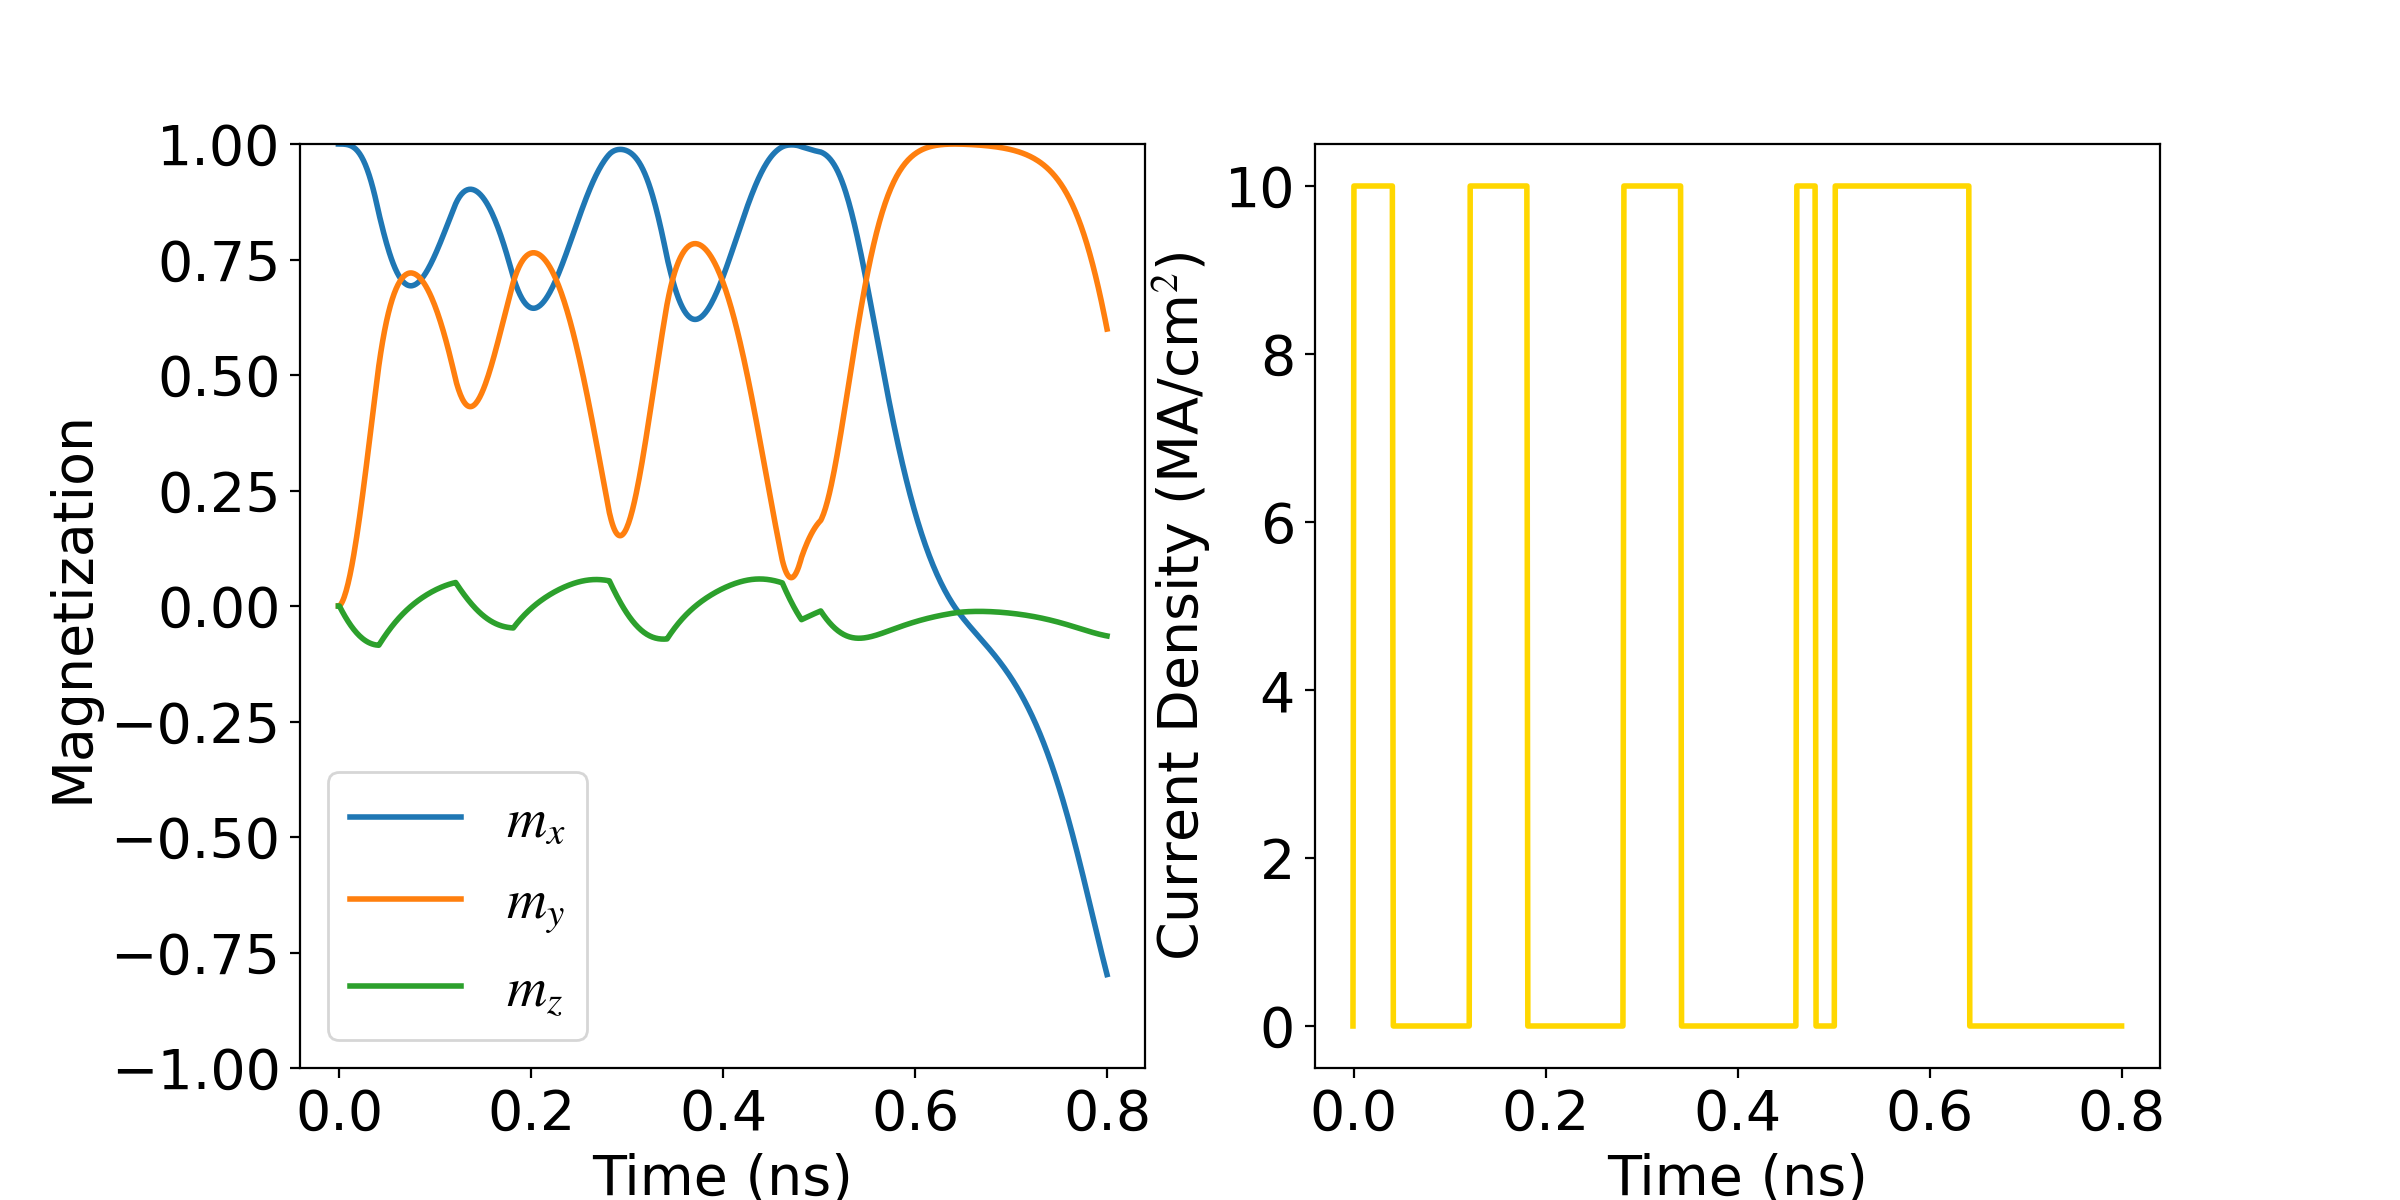 Magnetization
1.00
0.75
0.50
0.25
0.00
−0.25
−0.50
−0.75
−1.00
0.0 0.2 0.4 0.6 0.8
Time (ns)
m_x
m_y
m_z
Current Density (MA/cm²)
10
8
6
4
2
0
0.0 0.2 0.4 0.6 0.8
Time (ns)